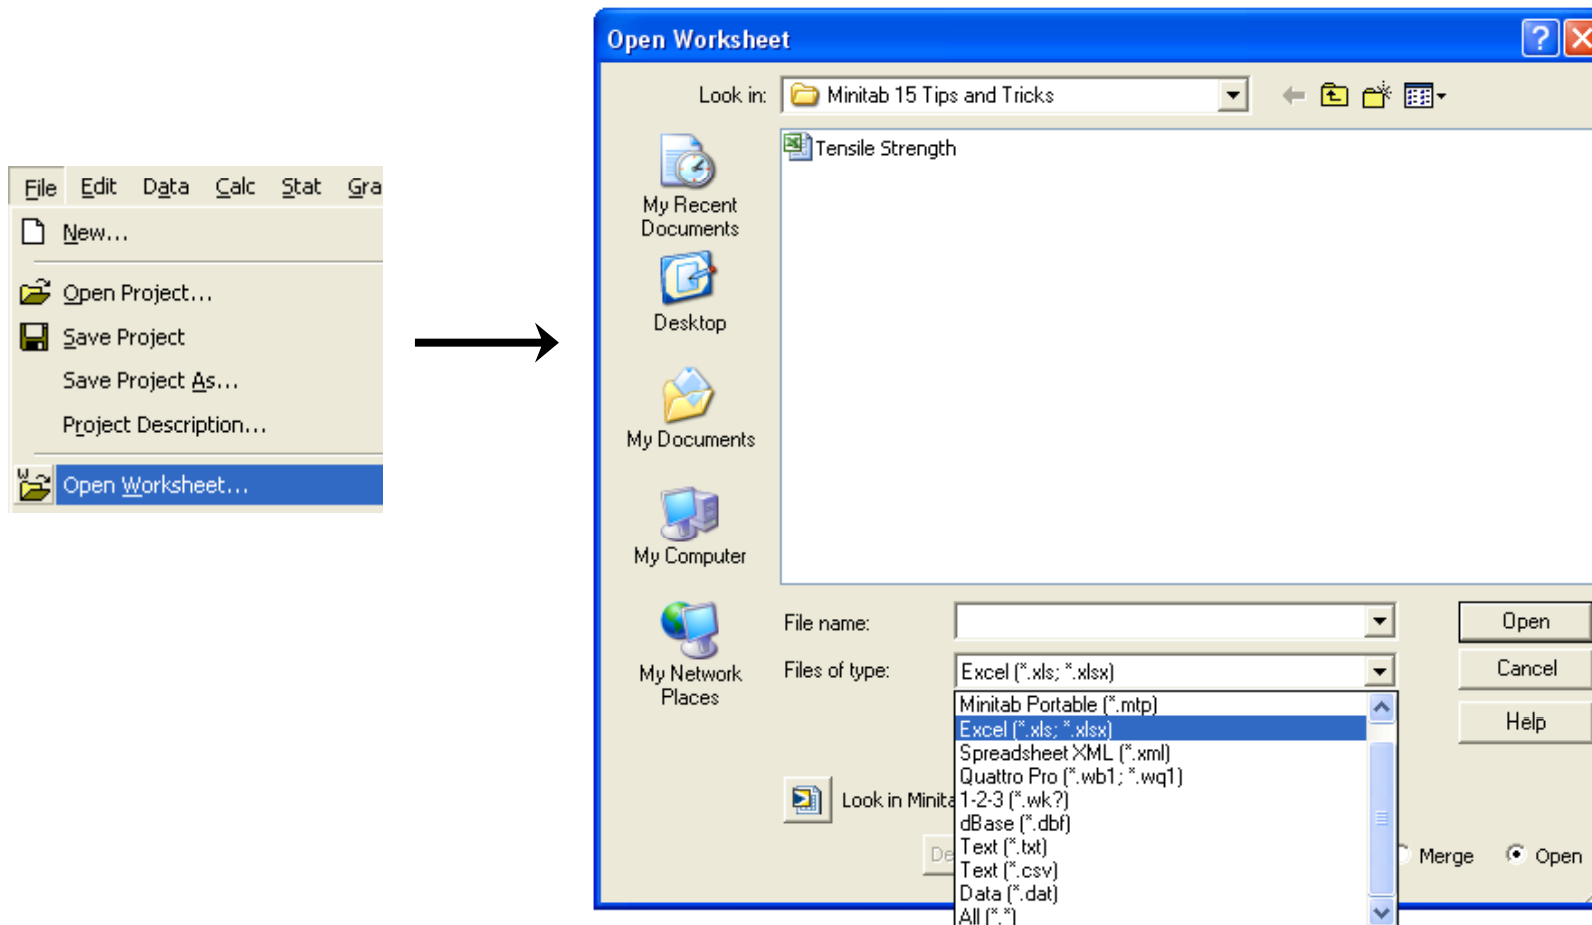 File Edit Data Calc Stat Gra
New...
Open Project...
Save Project
Save Project As...
Project Description...
Open Worksheet...
Open Worksheet
Look in: Minitab 15 Tips and Tricks
Tensile Strength
My Recent
Documents
Desktop
My Documents
My Computer
My Network
Places
File name:
Open
Files of type: Excel (*.xls; *.xlsx)
Cancel
Help
Minitab Portable (*.mtp)
Excel (*.xls; *.xlsx)
Spreadsheet XML (*.xml)
Quattro Pro (*.wb1; *.wq1)
1-2-3 (*.wk?)
dBase (*.dbf)
Text (*.txt)
Text (*.csv)
Data (*.dat)
All (*.*)
Look in Minita
De
Merge Open